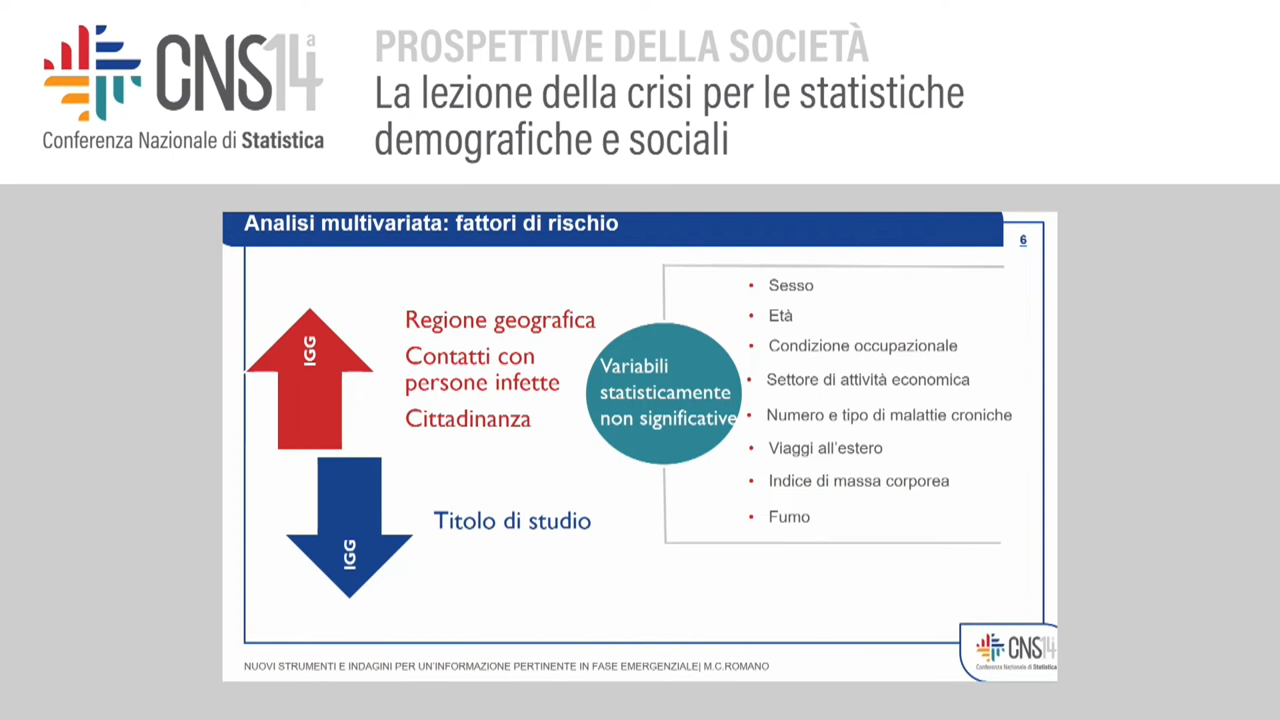 CNS14ª
Conferenza Nazionale di Statistica
PROSPETTIVE DELLA SOCIETÀ
La lezione della crisi per le statistiche
demografiche e sociali
Analisi multivariata: fattori di rischio
6
IGG
Regione geografica
Contatti con
persone infette
Cittadinanza
IGG
Titolo di studio
Variabili
statisticamente
non significative
• Sesso
• Età
• Condizione occupazionale
• Settore di attività economica
• Numero e tipo di malattie croniche
• Viaggi all'estero
• Indice di massa corporea
• Fumo
NUOVI STRUMENTI E INDAGINI PER UN'INFORMAZIONE PERTINENTE IN FASE EMERGENZIALE| M.C.ROMANO
CNS14
Conferenza Nazionale di Statistica